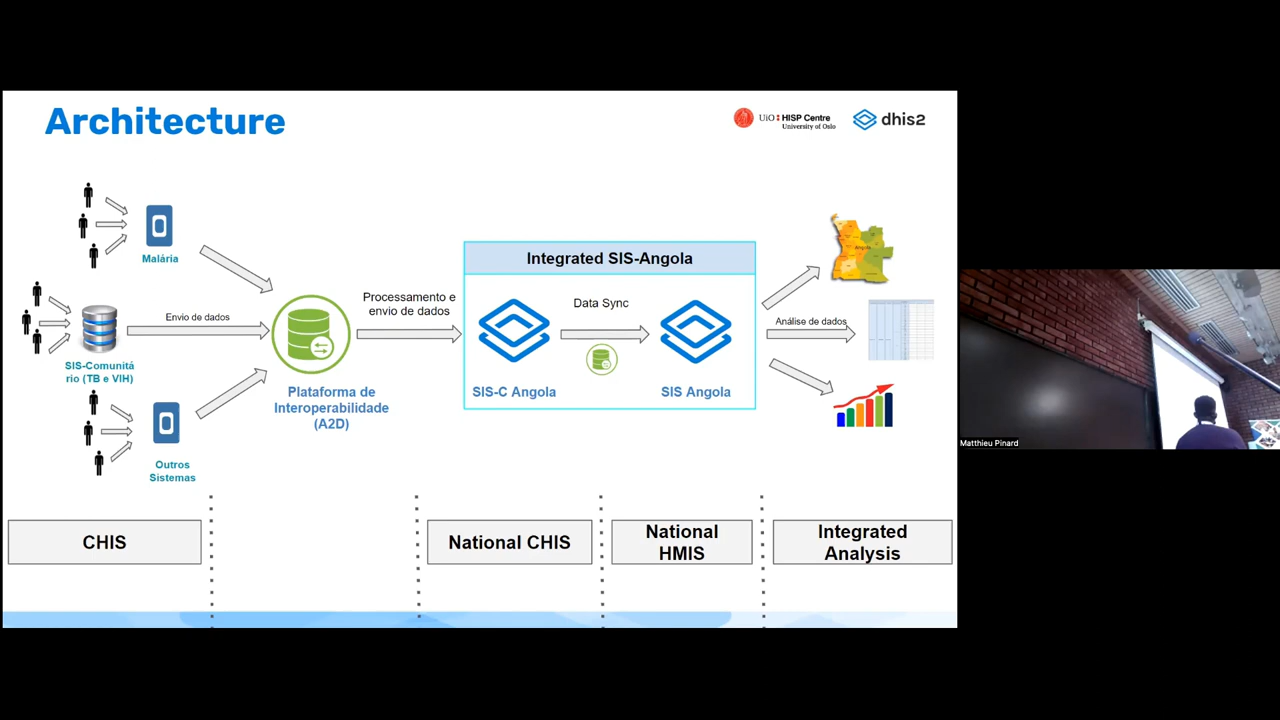 Architecture
UiO HISP Centre
University of Oslo
dhis2
Malária
SIS-Comunitá
rio (TB e VIH)
Outros
Sistemas
Envio de dados
Plataforma de
Interoperabilidade
(A2D)
Processamento e
envio de dados
Integrated SIS-Angola
Data Sync
SIS-C Angola
SIS Angola
Análise de dados
Angola
CHIS
National CHIS
National
HMIS
Integrated
Analysis
Matthieu Pinard